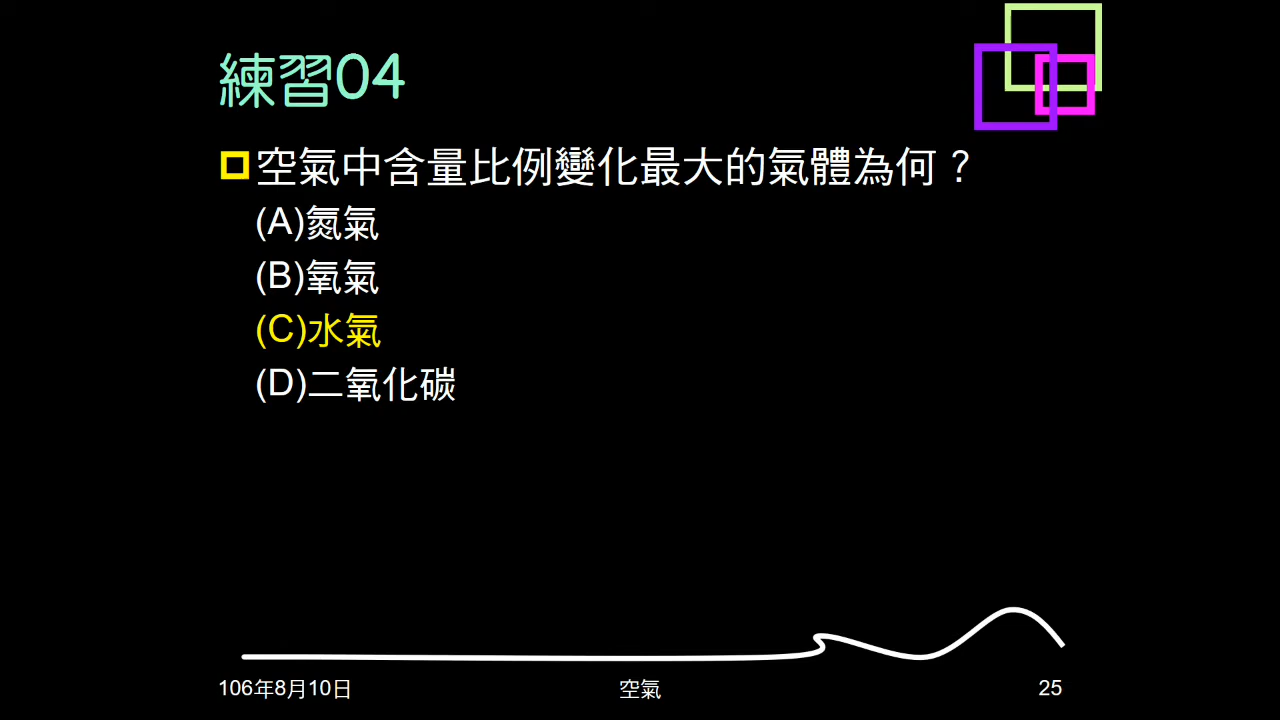 練習04
空氣中含量比例變化最大的氣體為何？
(A)氮氣
(B)氧氣
(C)水氣
(D)二氧化碳
106年8月10日
空氣
25